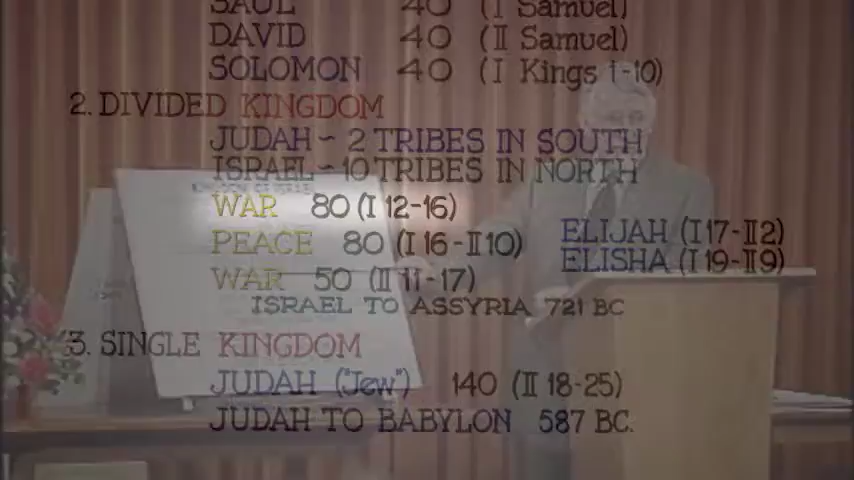 SAUL 40 (I Samuel)
DAVID 40 (II Samuel)
SOLOMON 40 (I Kings 1-10)
2. DIVIDED KINGDOM
JUDAH ~ 2 TRIBES IN SOUTH
ISRAEL ~ 10 TRIBES IN NORTH
KINGDOM OF ISRAEL
WAR 80 (I 12-16)
PEACE 80 (I 16-II 10)
ELIJAH (I 17-II 2)
ELISHA (I 19-II 9)
WAR 50 (II 11-17)
ISRAEL TO ASSYRIA 721 BC
3. SINGLE KINGDOM
JUDAH ("Jew") 140 (II 18-25)
JUDAH TO BABYLON 587 BC.